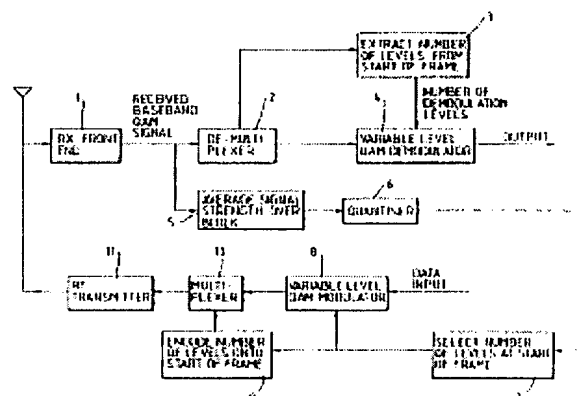 3
EXTRACT NUMBER
OF LEVELS FROM
START OF FRAME
1
RECEIVED
BASEBAND
QAM
SIGNAL
2
NUMBER OF
DEMODULATION
LEVELS
4
RX FRONT
END
DE-MULTI
PLEXER
VARIABLE LEVEL
QAM DEMODULATOR
OUTPUT
5
AVERAGE SIGNAL
STRENGTH OVER
BLOCK
6
QUANTISER
11
13
8
RF
TRANSMITTER
MULTI-
PLEXER
VARIABLE LEVEL
QAM MODULATOR
DATA
INPUT
ENCODE NUMBER
OF LEVELS ONTO
START OF FRAME
SELECT NUMBER
OF LEVELS AT START
OF FRAME